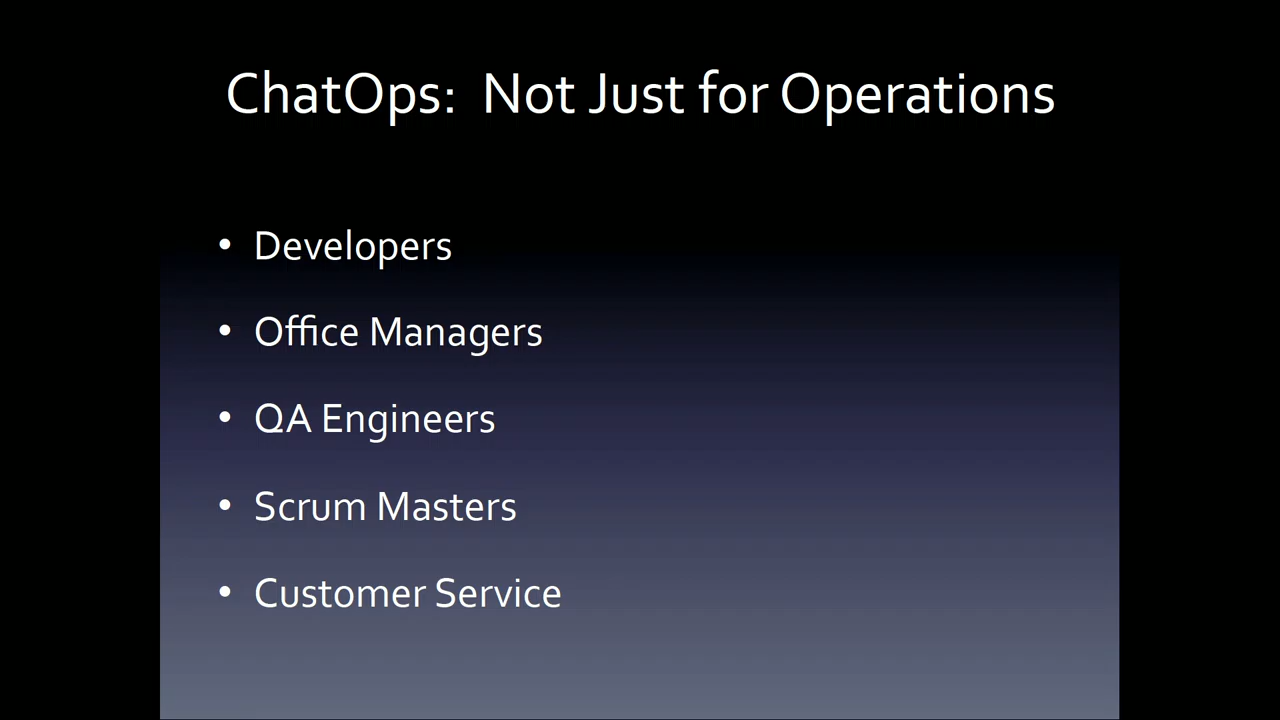 ChatOps: Not Just for Operations
• Developers
• Office Managers
• QA Engineers
• Scrum Masters
• Customer Service